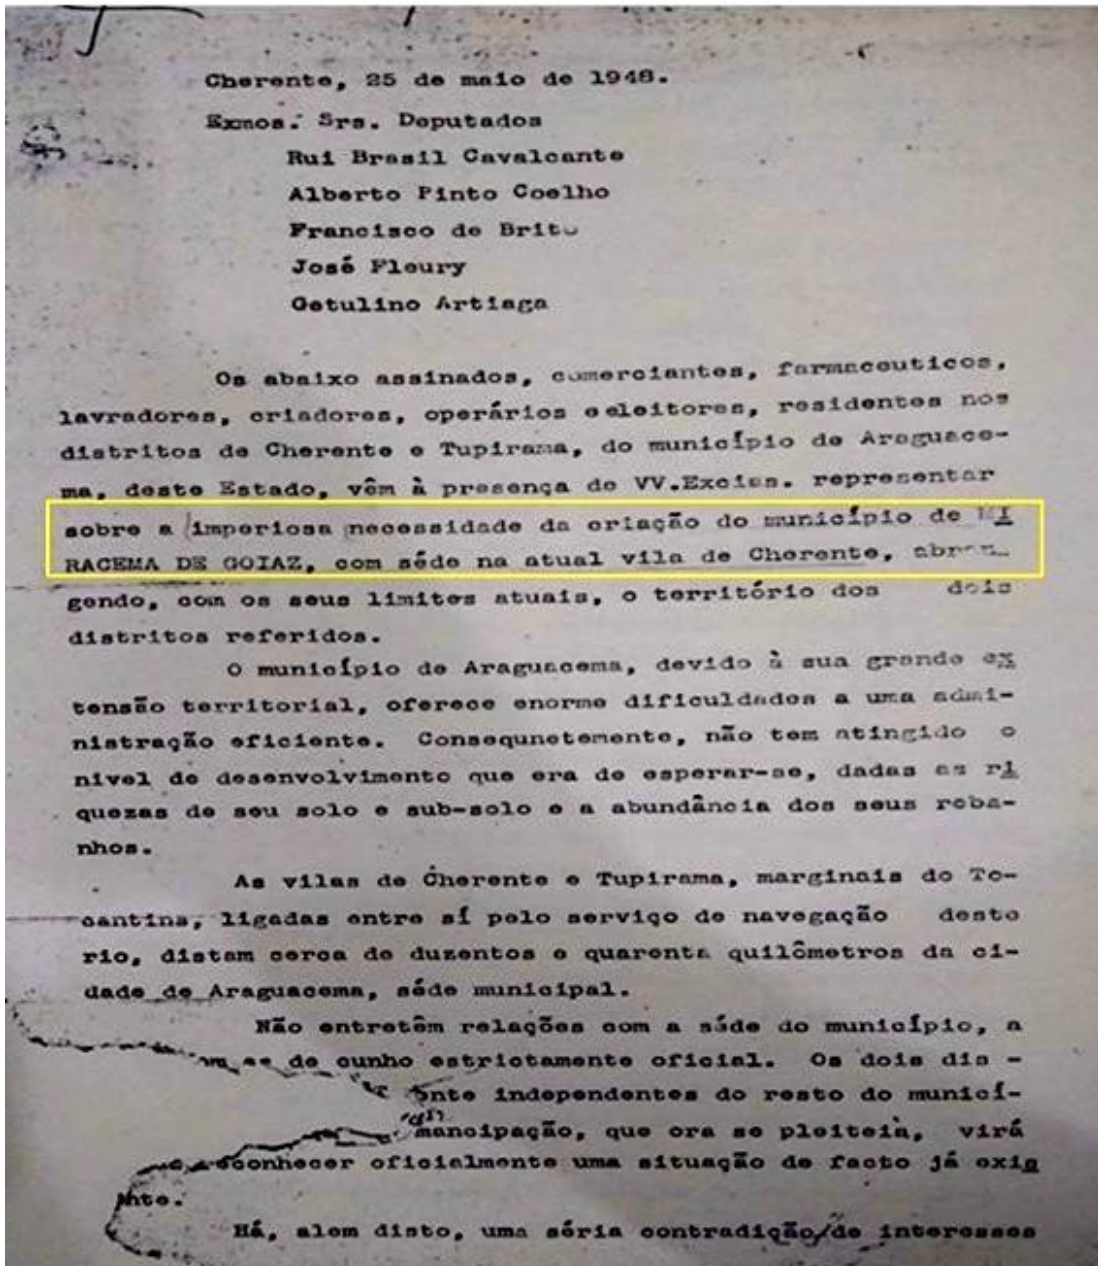 Cherente, 25 de maio de 1948.
Exmos. Srs. Deputados
Rui Brasil Cavalcante
Alberto Pinto Coelho
Francisco de Brito
José Fleury
Getulino Artiaga
Os abaixo assinados, comerciantes, farmaceuticos,
lavradores, criadores, operários e eleitores, residentes nos
distritos de Cherente e Tupirama, do município de Araguace-
ma, deste Estado, vêm à presença de VV.Excias. representar
sobre a imperiosa necessidade da criação do município de MI
RACEMA DE GOIAZ, com séde na atual vila de Cherente, abran
gendo, com os seus limites atuais, o território dos dois
distritos referidos.
O município de Araguacema, devido à sua grande ex
tensão territorial, oferece enorme dificuldades a uma admi-
nistração eficiente. Consequnetemente, não tem atingido o
nivel de desenvolvimento que era de esperar-se, dadas as ri
quezas de seu solo e sub-solo e a abundância dos seus reba-
nhos.
As vilas de Cherente e Tupirama, marginais do To-
cantins, ligadas entre sí pelo serviço de navegação deste
rio, distam cerca de duzentos e quarenta quilômetros da ci-
dade de Araguacema, séde municipal.
Não entretêm relações com a séde do município, a
de cunho estrictamente oficial. Os dois dis -
ente independentes do resto do municí-
mancipação, que ora se pleiteia, virá
reconhecer oficialmente uma situação de facto já exis
nte.
Há, alem disto, uma séria contradição de interesses